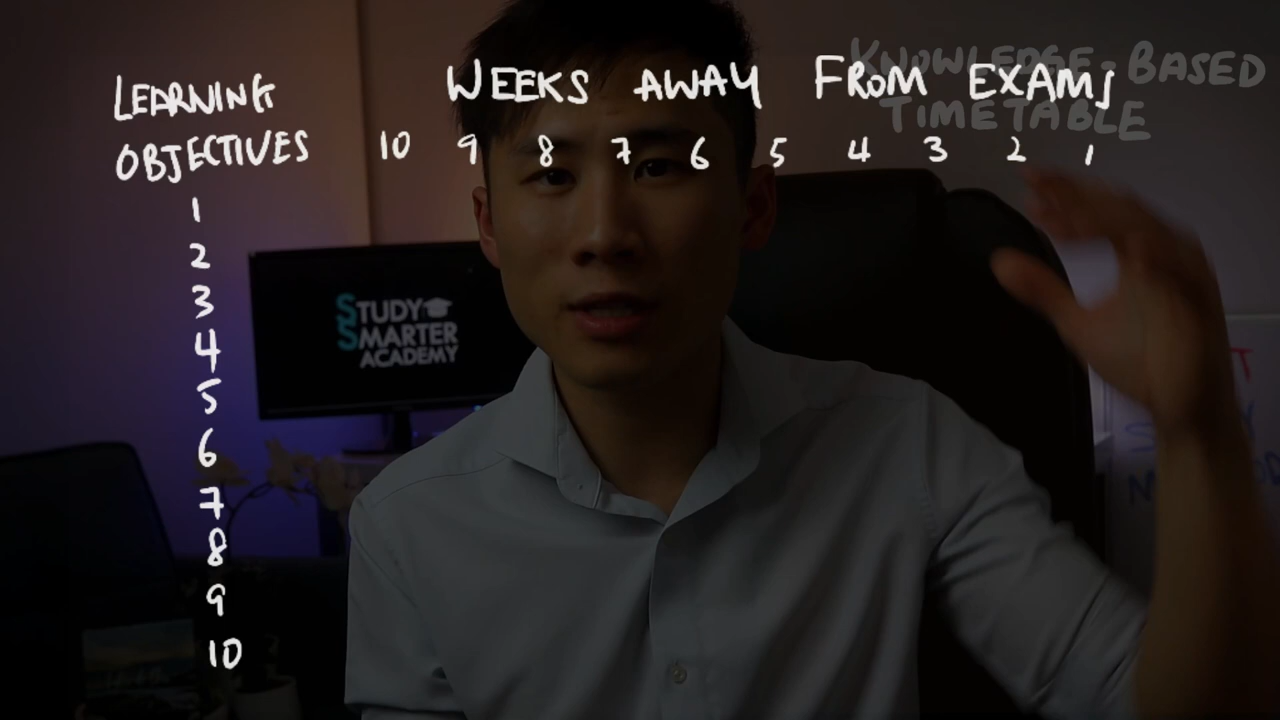 KNOWLEDGE-BASED
TIMETABLE
WEEKS AWAY FROM EXAMS
LEARNING
OBJECTIVES
10 9 8 7 6 5 4 3 2 1
1
2
3
4
5
6
7
8
9
10
STUDY
SMARTER
ACADEMY